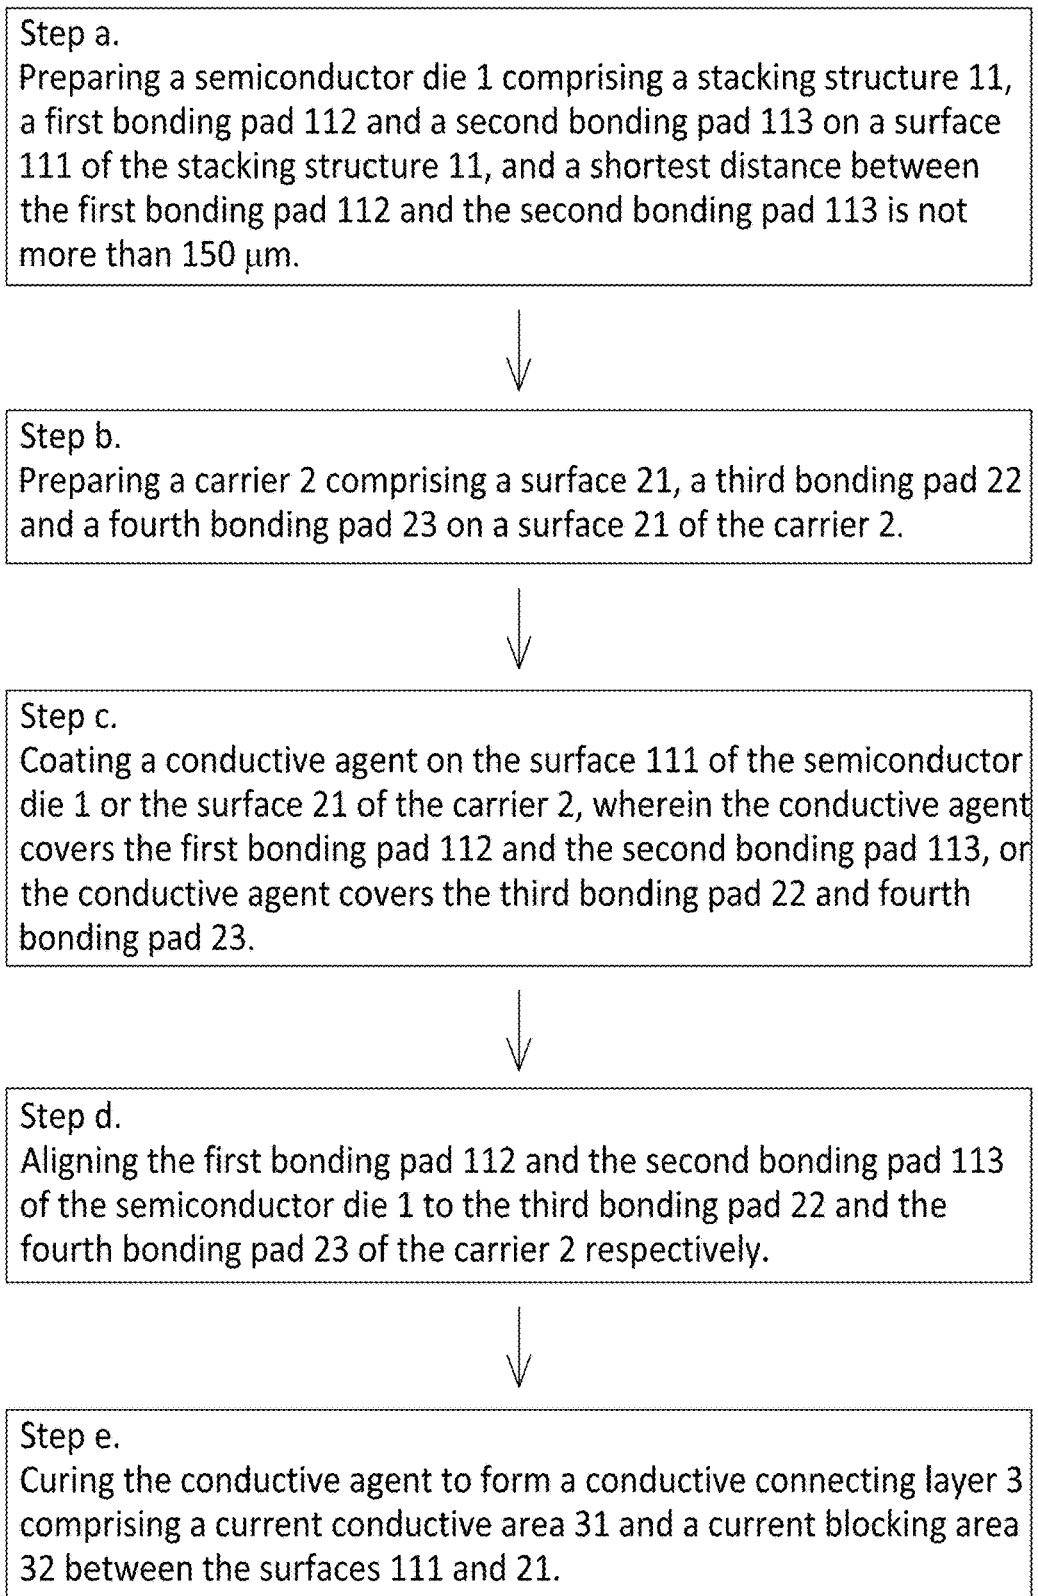 Step a.
Preparing a semiconductor die 1 comprising a stacking structure 11,
a first bonding pad 112 and a second bonding pad 113 on a surface
111 of the stacking structure 11, and a shortest distance between
the first bonding pad 112 and the second bonding pad 113 is not
more than 150 μm.
Step b.
Preparing a carrier 2 comprising a surface 21, a third bonding pad 22
and a fourth bonding pad 23 on a surface 21 of the carrier 2.
Step c.
Coating a conductive agent on the surface 111 of the semiconductor
die 1 or the surface 21 of the carrier 2, wherein the conductive agent
covers the first bonding pad 112 and the second bonding pad 113, or
the conductive agent covers the third bonding pad 22 and fourth
bonding pad 23.
Step d.
Aligning the first bonding pad 112 and the second bonding pad 113
of the semiconductor die 1 to the third bonding pad 22 and the
fourth bonding pad 23 of the carrier 2 respectively.
Step e.
Curing the conductive agent to form a conductive connecting layer 3
comprising a current conductive area 31 and a current blocking area
32 between the surfaces 111 and 21.